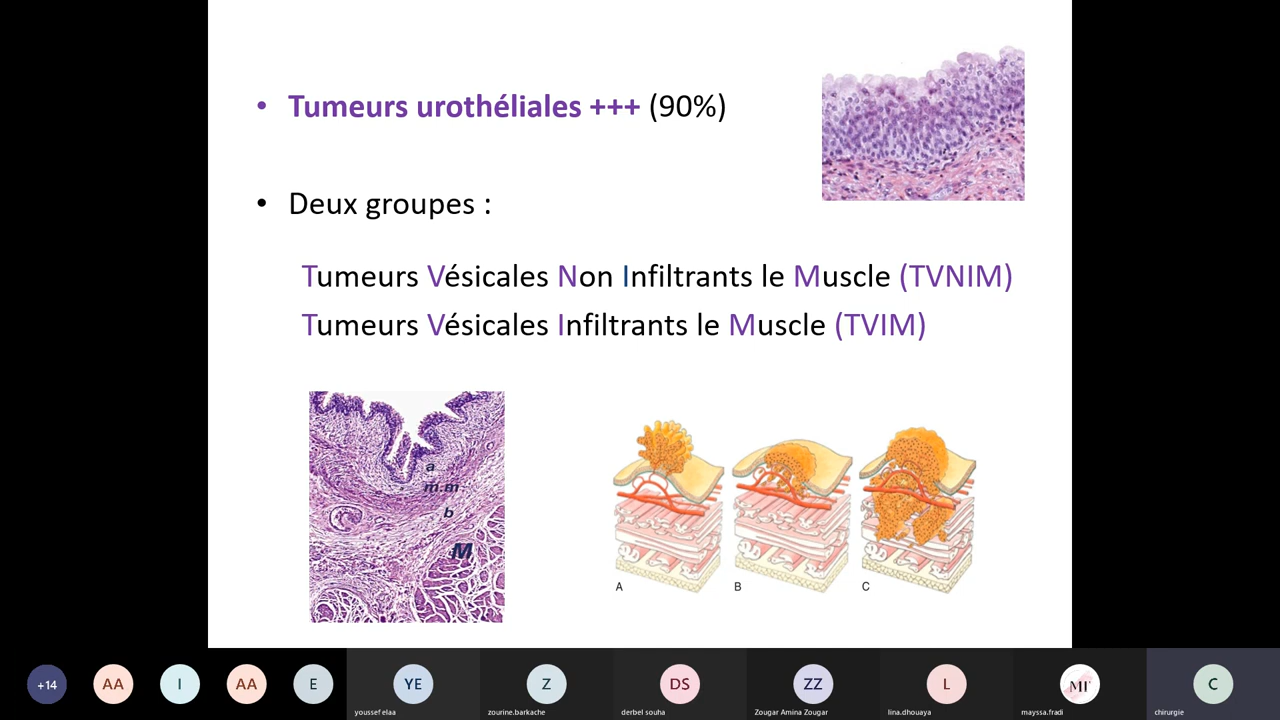 • Tumeurs urothéliales +++ (90%)
• Deux groupes :
Tumeurs Vésicales Non Infiltrants le Muscle (TVNIM)
Tumeurs Vésicales Infiltrants le Muscle (TVIM)
a
m.m
b
M
A B C
+14 AA I AA E YE Z DS ZZ L MF C
youssef elaa zourine.barkache derbel souha Zougar Amina Zougar lina.dhouaya mayssa.fradi chirurgie